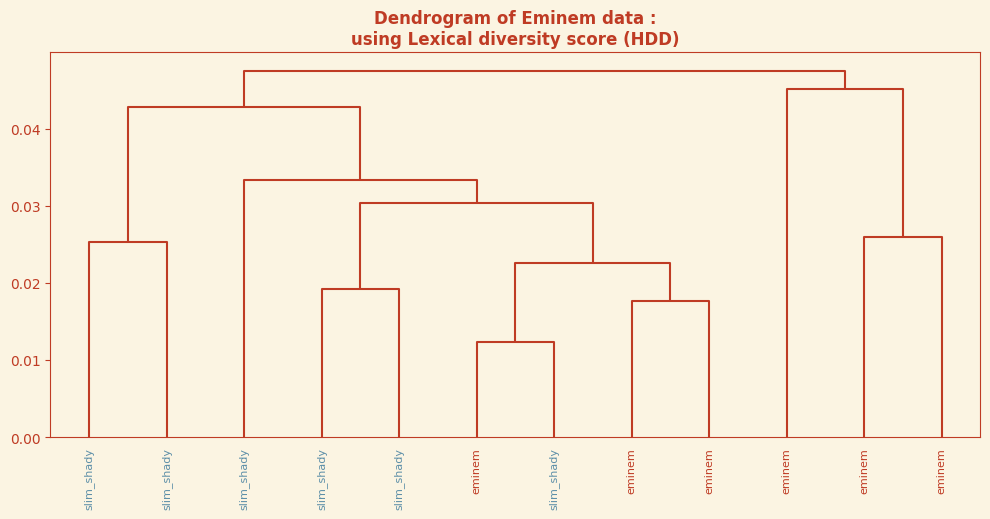 Dendrogram of Eminem data :
using Lexical diversity score (HDD)
0.04
0.03
0.02
0.01
0.00
slim_shady
slim_shady
slim_shady
slim_shady
slim_shady
eminem
slim_shady
eminem
eminem
eminem
eminem
eminem